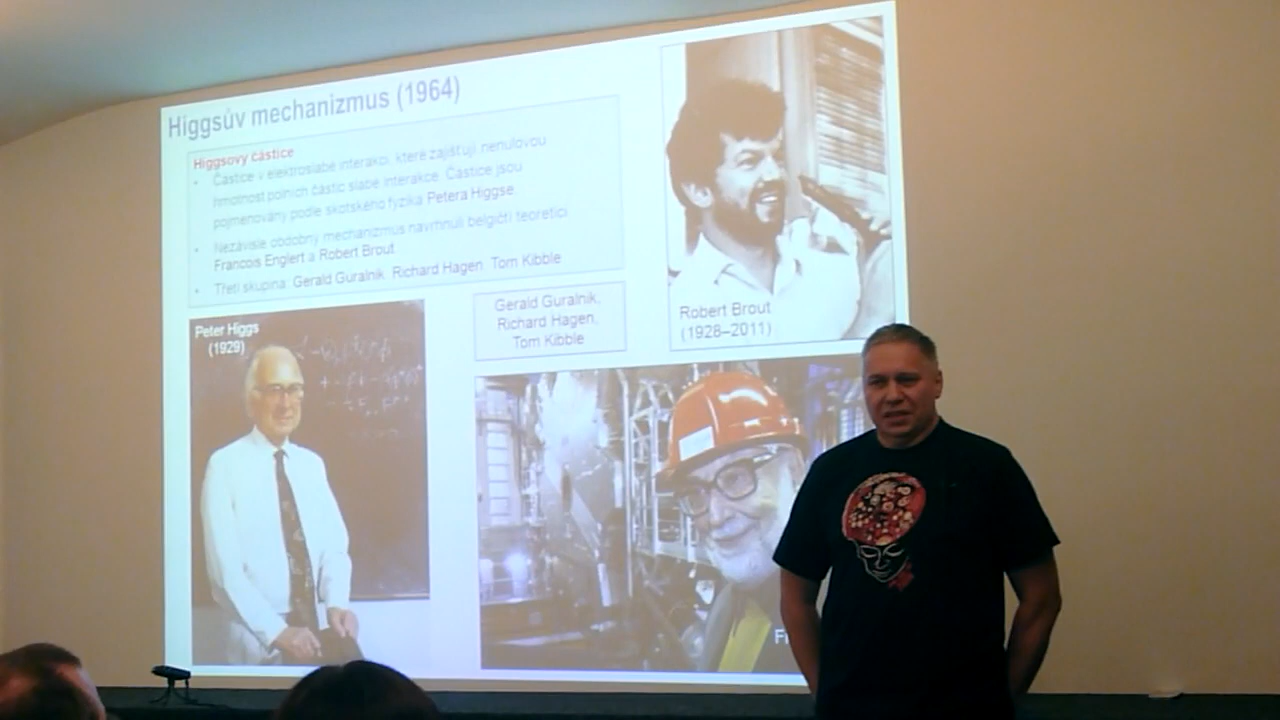 Higgsův mechanizmus (1964)
Higgsovy částice
• Částice v elektroslabé interakci, které zajišťují nenulovou
hmotnost polních částic slabé interakce. Částice jsou
pojmenovány podle skotského fyzika Petera Higgse.
• Nezávisle obdobný mechanizmus navrhnuli belgičtí teoretici
Francois Englert a Robert Brout.
• Třetí skupina: Gerald Guralnik, Richard Hagen, Tom Kibble
Gerald Guralnik,
Richard Hagen,
Tom Kibble
Robert Brout
(1928–2011)
Peter Higgs
(1929)